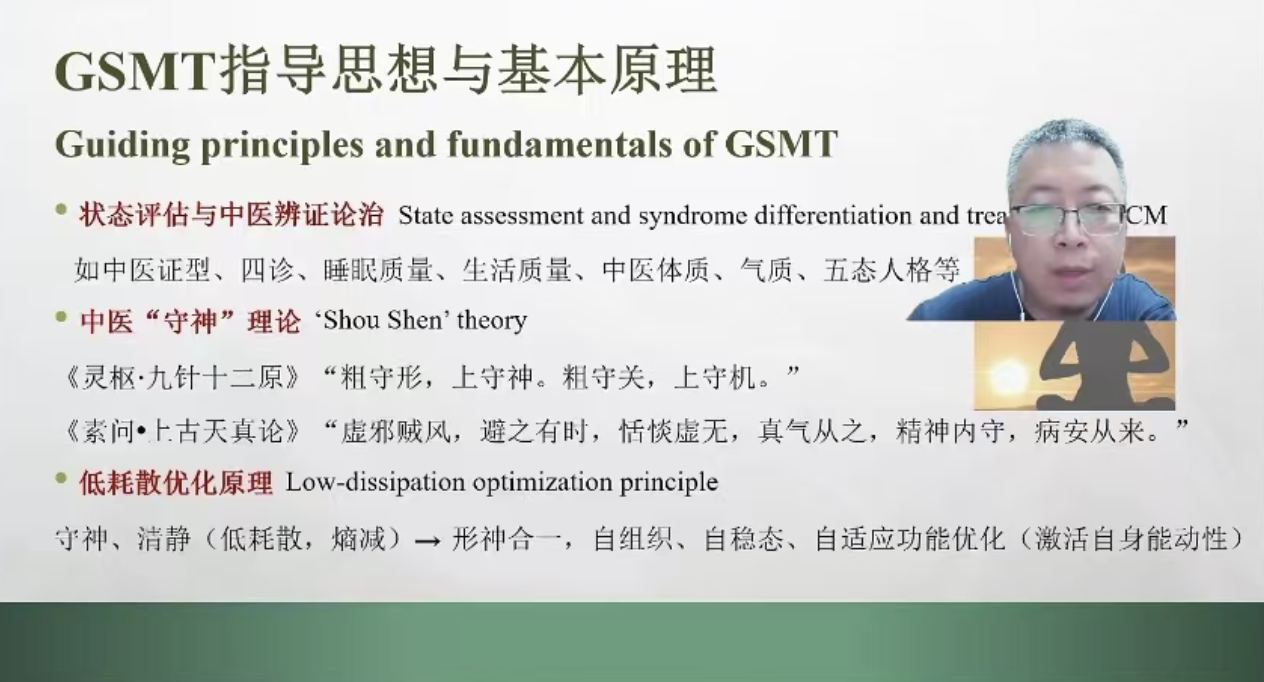 GSMT指导思想与基本原理
Guiding principles and fundamentals of GSMT
• 状态评估与中医辨证论治 State assessment and syndrome differentiation and CM
如中医证型、四诊、睡眠质量、生活质量、中医体质、气质、五态人格等
• 中医“守神”理论 ‘Shou Shen’ theory
《灵枢·九针十二原》“粗守形，上守神。粗守关，上守机。”
《素问•上古天真论》“虚邪贼风，避之有时，恬惔虚无，真气从之，精神内守，病安从来。”
• 低耗散优化原理 Low-dissipation optimization principle
守神、清静（低耗散，熵减）→ 形神合一，自组织、自稳态、自适应功能优化（激活自身能动性）